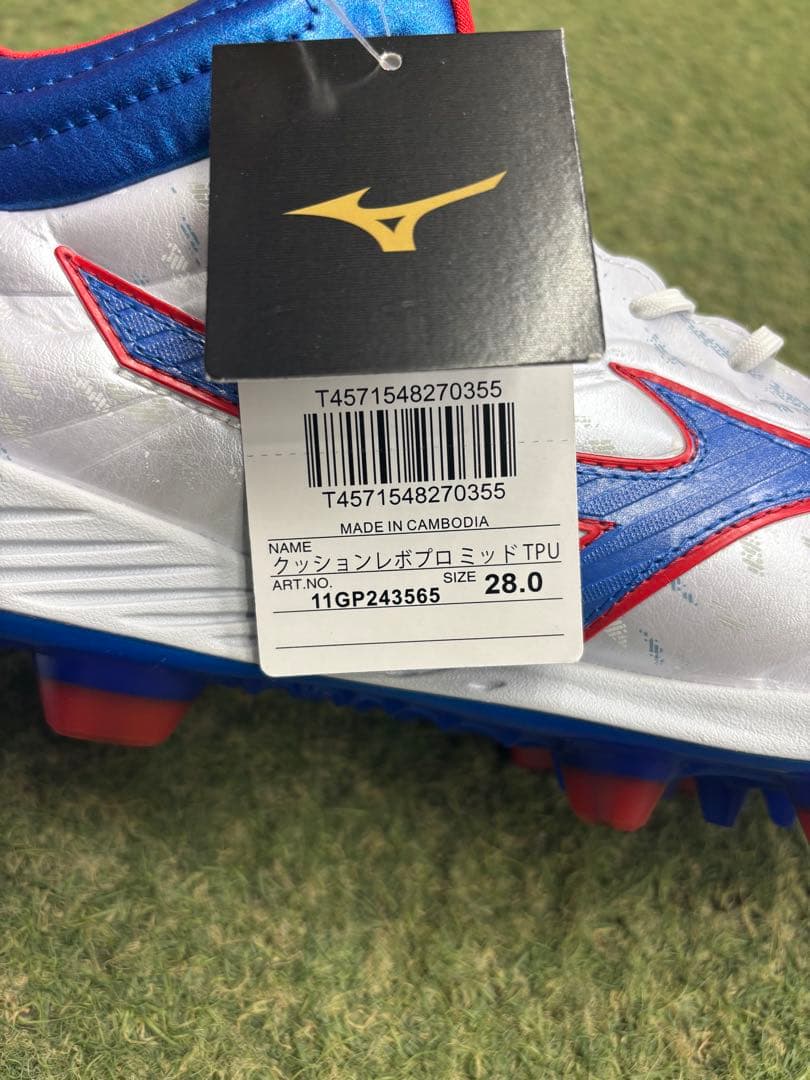 T4571548270355
T4571548270355
MADE IN CAMBODIA
NAME
クッションレボプロ ミッド TPU
ART.NO. 11GP243565 SIZE 28.0